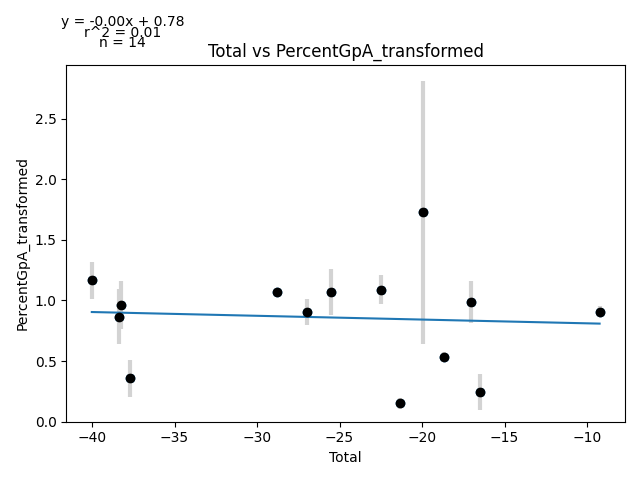 y = -0.00x + 0.78
r^2 = 0.01
n = 14
Total vs PercentGpA_transformed
PercentGpA_transformed
2.5
2.0
1.5
1.0
0.5
0.0
−40
−35
−30
−25
−20
−15
−10
Total